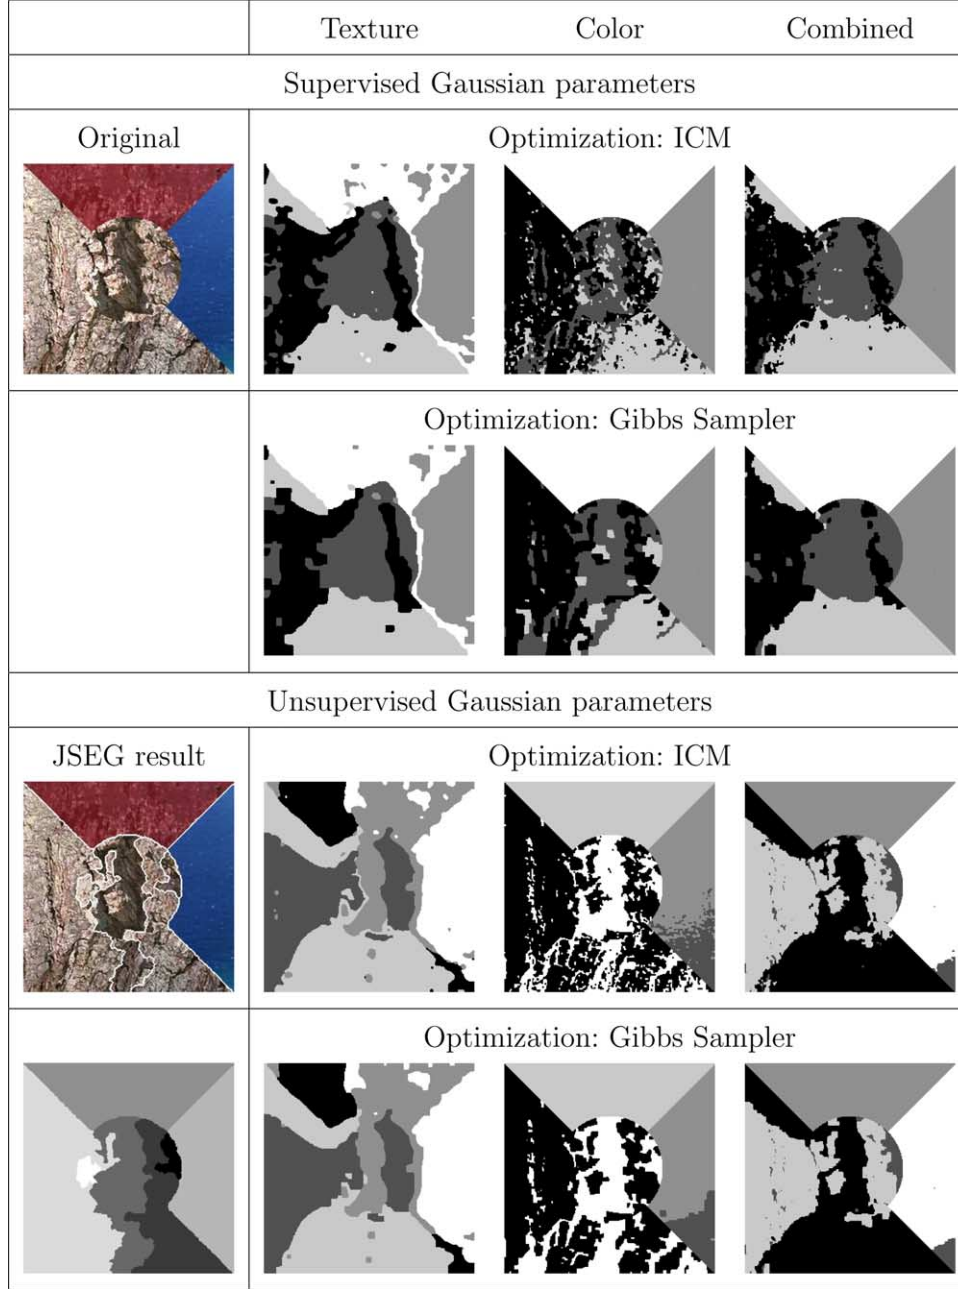 Texture Color Combined
Supervised Gaussian parameters
Original
Optimization: ICM
Optimization: Gibbs Sampler
Unsupervised Gaussian parameters
JSEG result
Optimization: ICM
Optimization: Gibbs Sampler